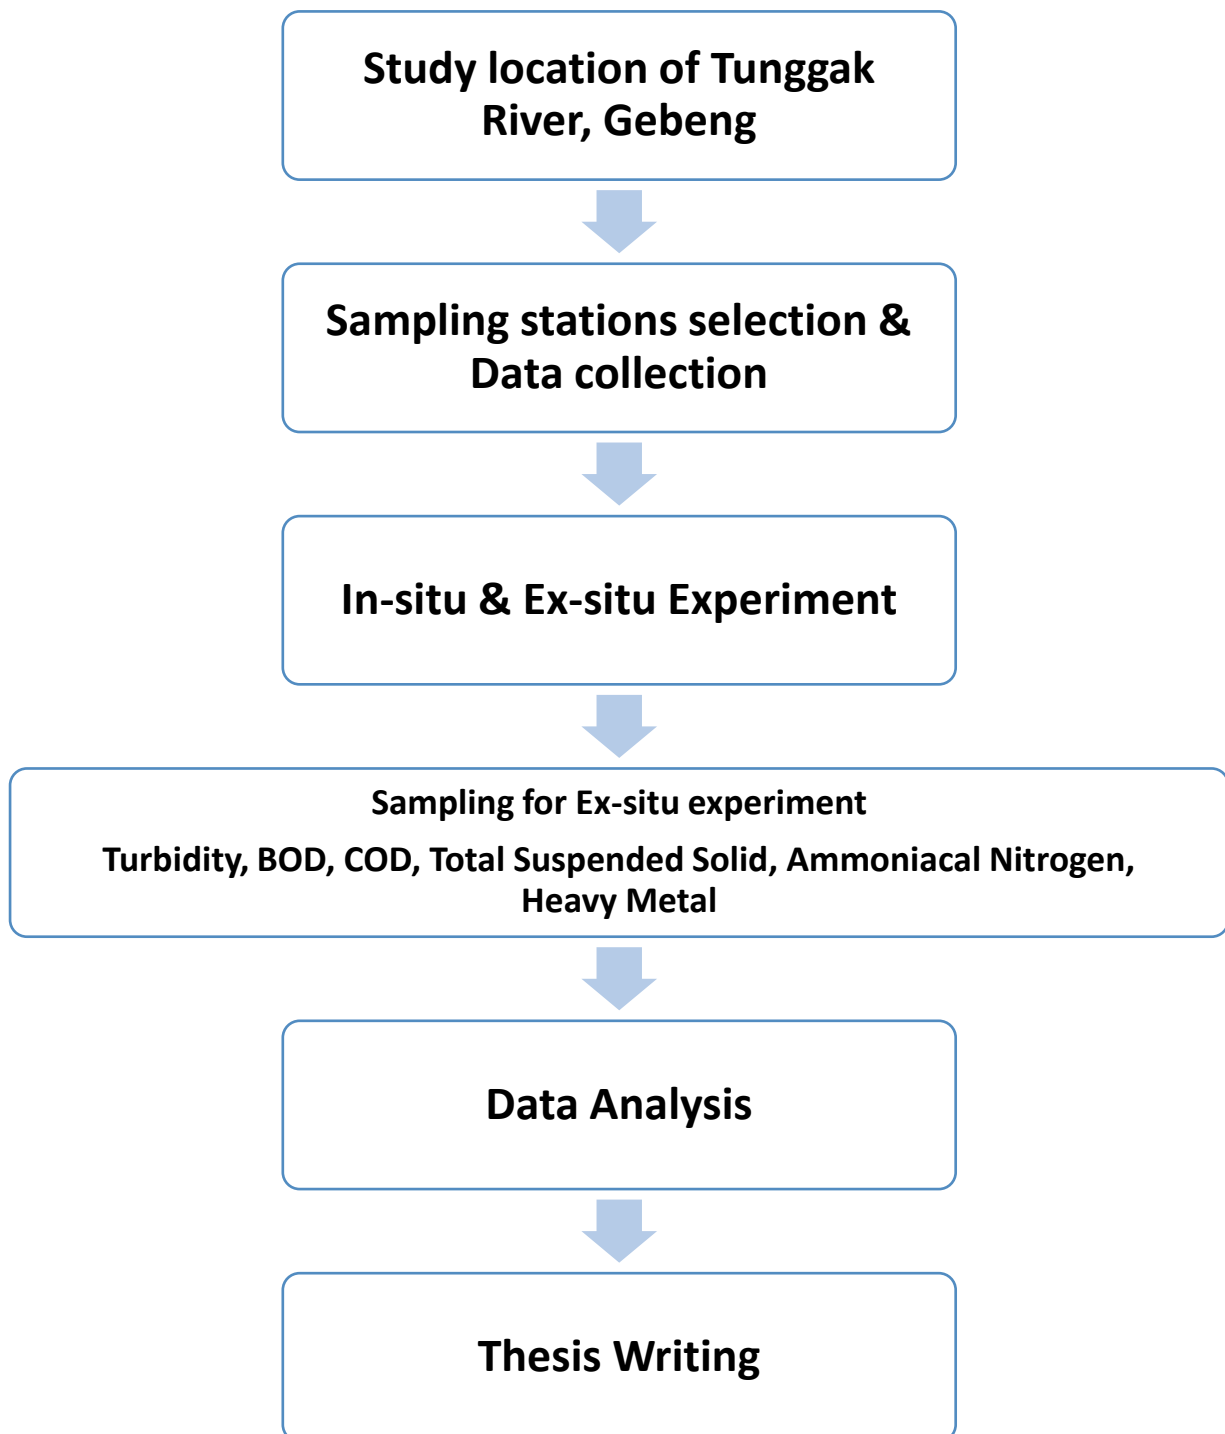 Study location of Tunggak
River, Gebeng
Sampling stations selection &
Data collection
In-situ & Ex-situ Experiment
Sampling for Ex-situ experiment
Turbidity, BOD, COD, Total Suspended Solid, Ammoniacal Nitrogen,
Heavy Metal
Data Analysis
Thesis Writing